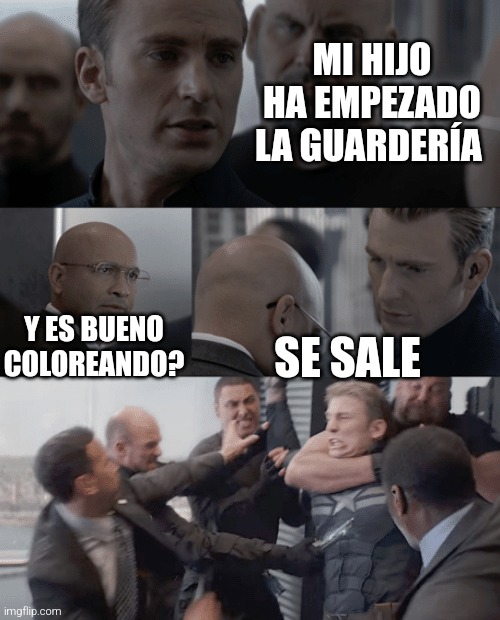 MI HIJO
HA EMPEZADO
LA GUARDERÍA
Y ES BUENO
COLOREANDO?
SE SALE
imgflip.com